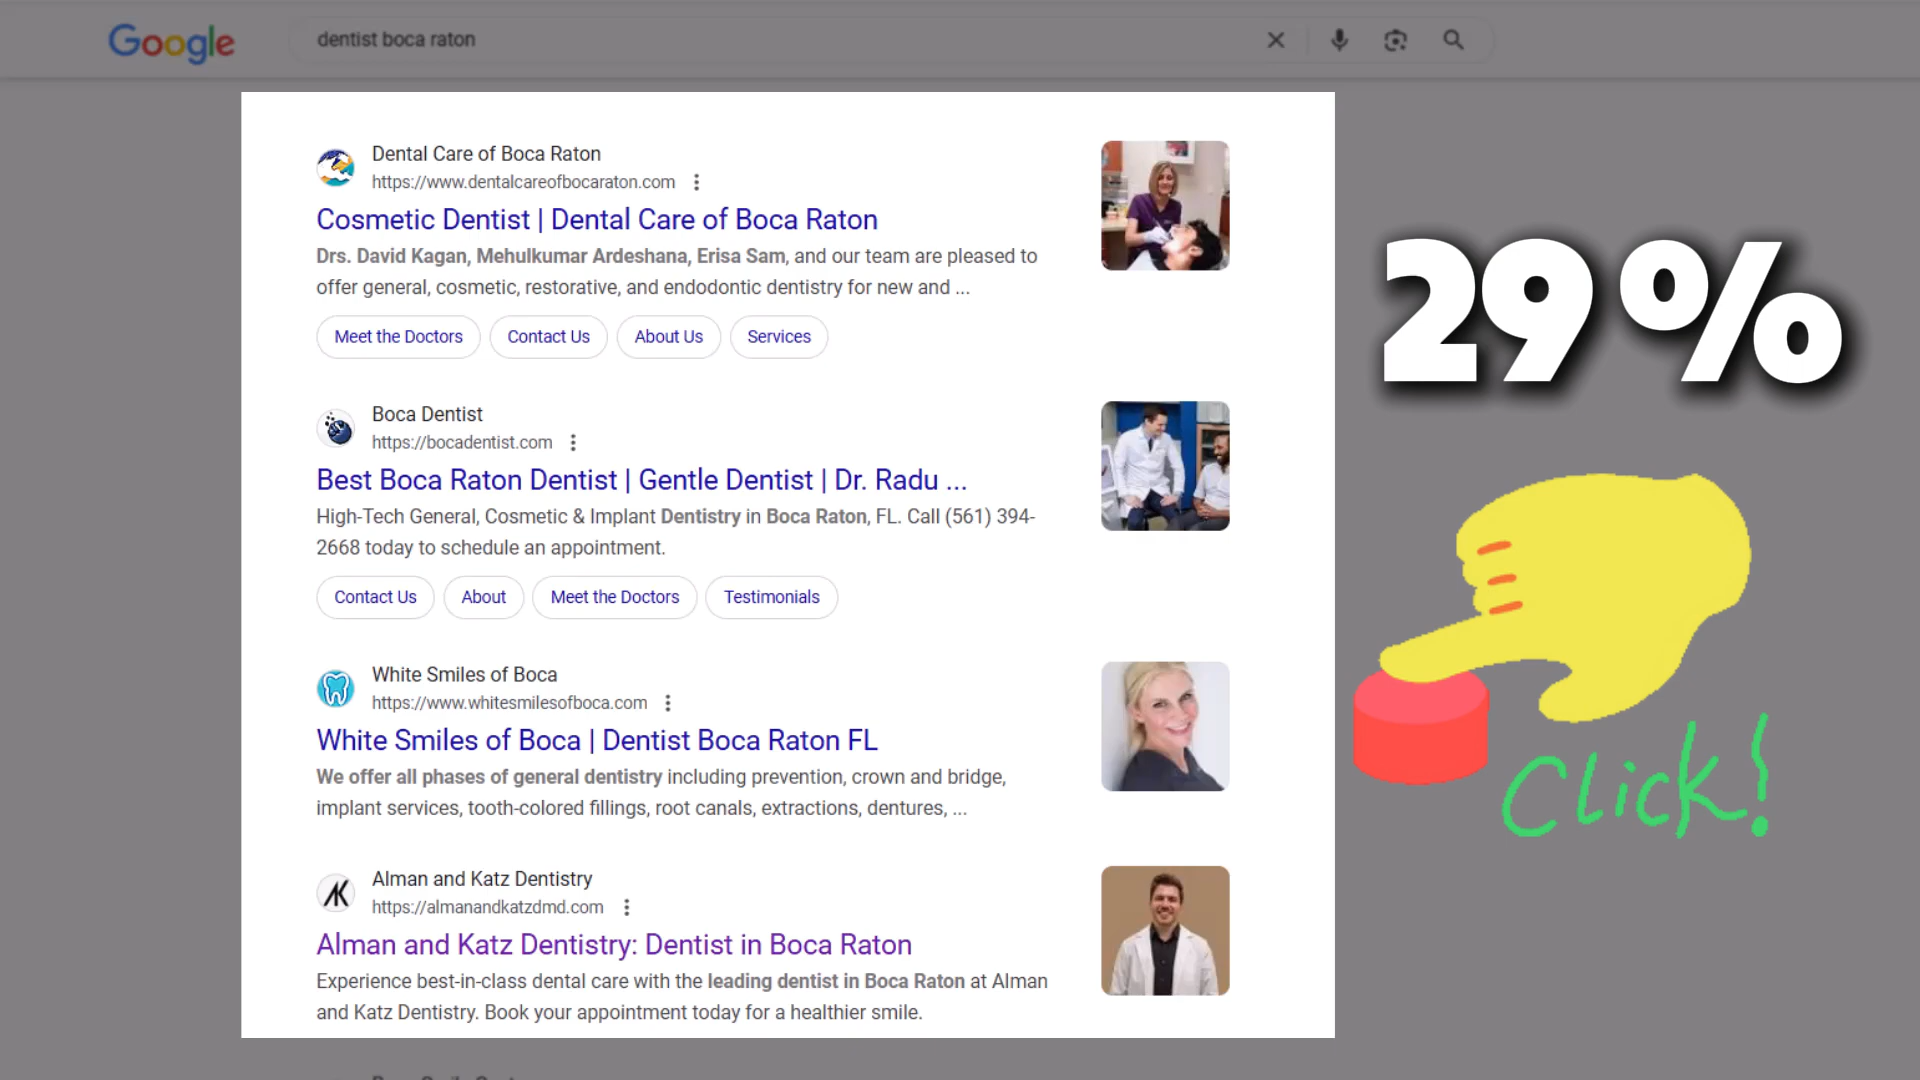 Google
dentist boca raton
Dental Care of Boca Raton
https://www.dentalcareofbocaraton.com
Cosmetic Dentist | Dental Care of Boca Raton
Drs. David Kagan, Mehulkumar Ardeshana, Erisa Sam, and our team are pleased to
offer general, cosmetic, restorative, and endodontic dentistry for new and ...
Meet the Doctors Contact Us About Us Services
Boca Dentist
https://bocadentist.com
Best Boca Raton Dentist | Gentle Dentist | Dr. Radu ...
High-Tech General, Cosmetic & Implant Dentistry in Boca Raton, FL. Call (561) 394-
2668 today to schedule an appointment.
Contact Us About Meet the Doctors Testimonials
White Smiles of Boca
https://www.whitesmilesofboca.com
White Smiles of Boca | Dentist Boca Raton FL
We offer all phases of general dentistry including prevention, crown and bridge,
implant services, tooth-colored fillings, root canals, extractions, dentures, ...
AK
Alman and Katz Dentistry
https://almanandkatzdmd.com
Alman and Katz Dentistry: Dentist in Boca Raton
Experience best-in-class dental care with the leading dentist in Boca Raton at Alman
and Katz Dentistry. Book your appointment today for a healthier smile.
29%
Click!